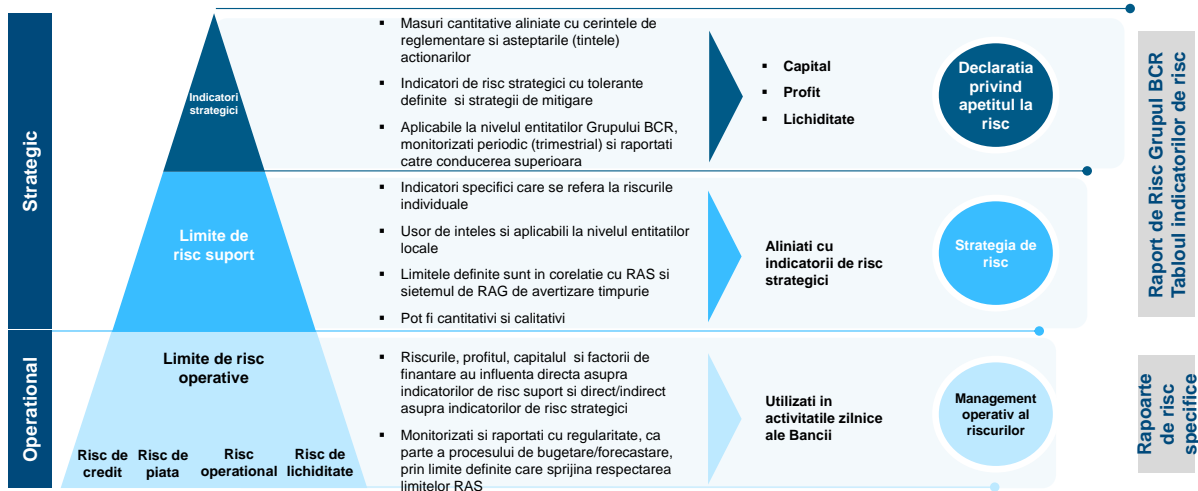 Strategic
Indicatori
strategici
▪ Masuri cantitative aliniate cu cerintele de
reglementare si asteptarile (tintele)
actionarilor
▪ Indicatori de risc strategici cu tolerante
definite si strategii de mitigare
▪ Aplicabile la nivelul entitatilor Grupului BCR,
monitorizati periodic (trimestrial) si raportati
catre conducerea superioara
▪ Capital
▪ Profit
▪ Lichiditate
Declaratia
privind
apetitul la
risc
Limite de
risc suport
▪ Indicatori specifici care se refera la riscurile
individuale
▪ Usor de inteles si aplicabili la nivelul entitatilor
locale
▪ Limitele definite sunt in corelatie cu RAS si
sietemul de RAG de avertizare timpurie
▪ Pot fi cantitativi si calitativi
Aliniati cu
indicatorii de risc
strategici
Strategia de
risc
Raport de Risc Grupul BCR
Tabloul indicatorilor de risc
Operational
Limite de risc
operative
Risc de
credit
Risc de
piata
Risc
operational
Risc de
lichiditate
▪ Riscurile, profitul, capitalul si factorii de
finantare au influenta directa asupra
indicatorilor de risc suport si direct/indirect
asupra indicatorilor de risc strategici
▪ Monitorizati si raportati cu regularitate, ca
parte a procesului de bugetare/forecastare,
prin limite definite care sprijina respectarea
limitelor RAS
Utilizati in
activitatile zilnice
ale Bancii
Management
operativ al
riscurilor
Rapoarte
de risc
specifice